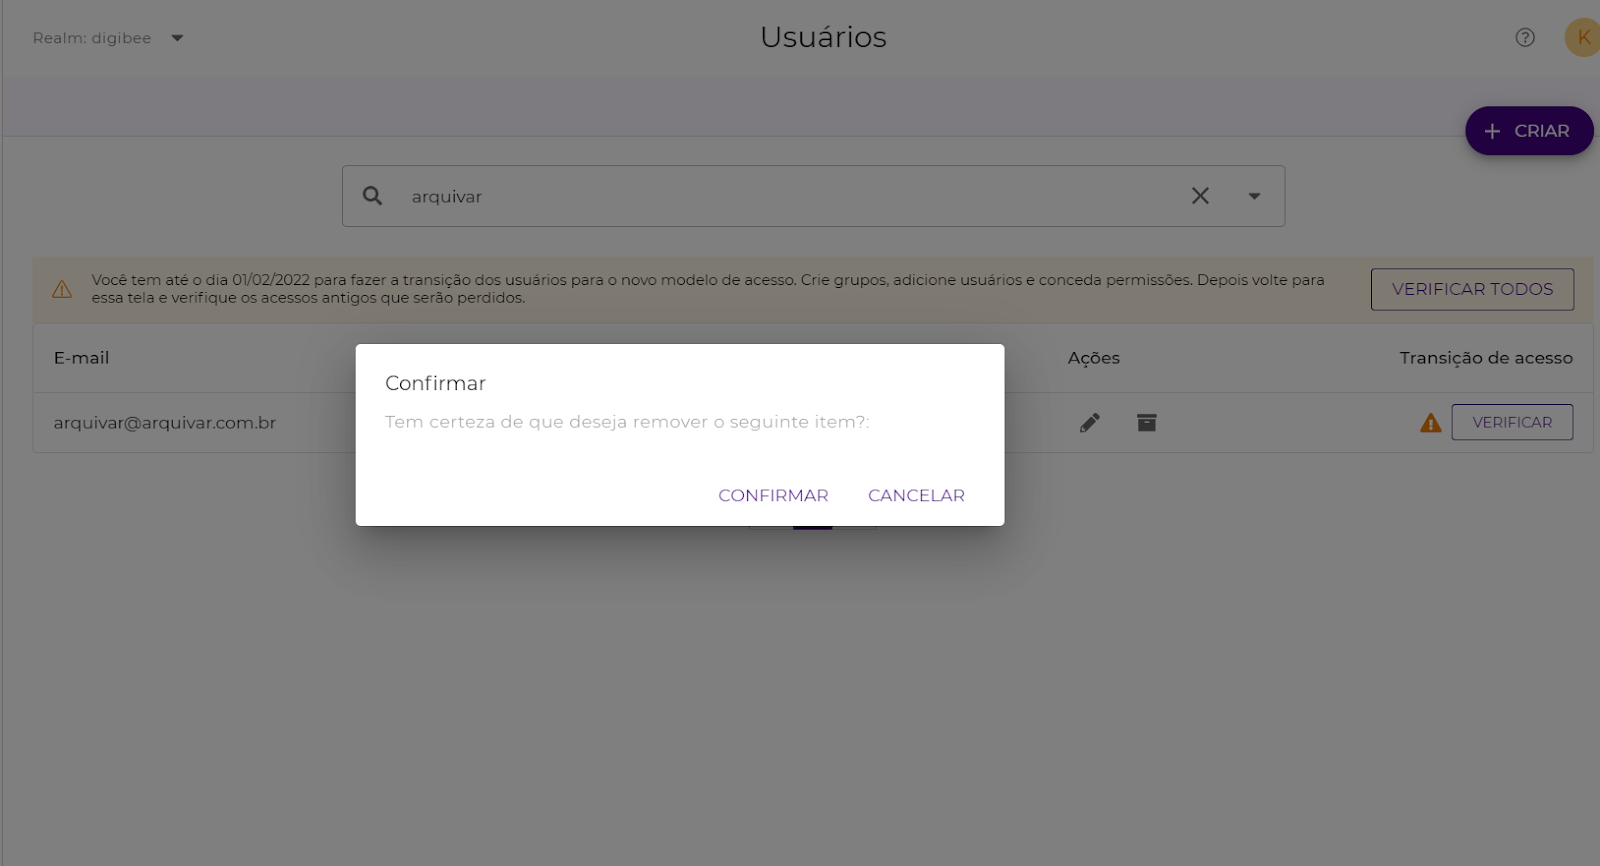 Realm: digibee
Usuários
K
+ CRIAR
arquivar
Você tem até o dia 01/02/2022 para fazer a transição dos usuários para o novo modelo de acesso. Crie grupos, adicione usuários e conceda permissões. Depois volte para
essa tela e verifique os acessos antigos que serão perdidos.
VERIFICAR TODOS
E-mail
Ações
Transição de acesso
arquivar@arquivar.com.br
VERIFICAR
Confirmar
Tem certeza de que deseja remover o seguinte item?:
CONFIRMAR
CANCELAR